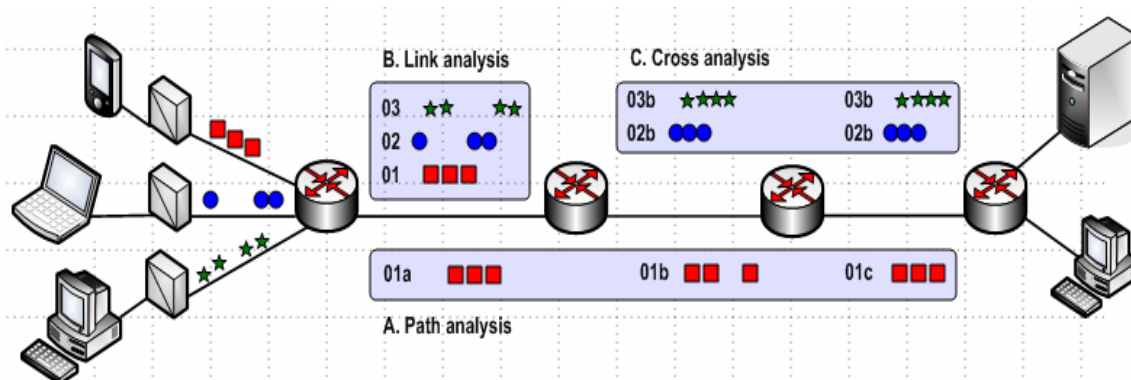 B. Link analysis
03
02
01
C. Cross analysis
03b 03b
02b 02b
01a 01b 01c
A. Path analysis